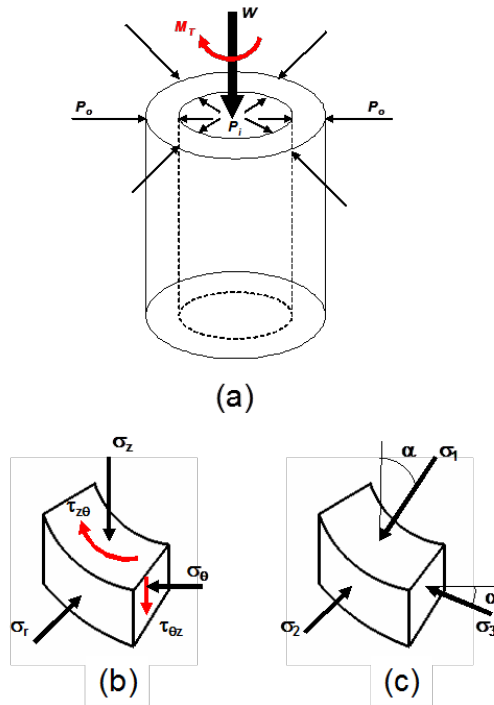 M_T W
P_o P_i P_o
(a)
σ_z
τ_zθ
σ_θ
σ_r
τ_θz
(b)
α σ_1
α
σ_2 σ_3
(c)